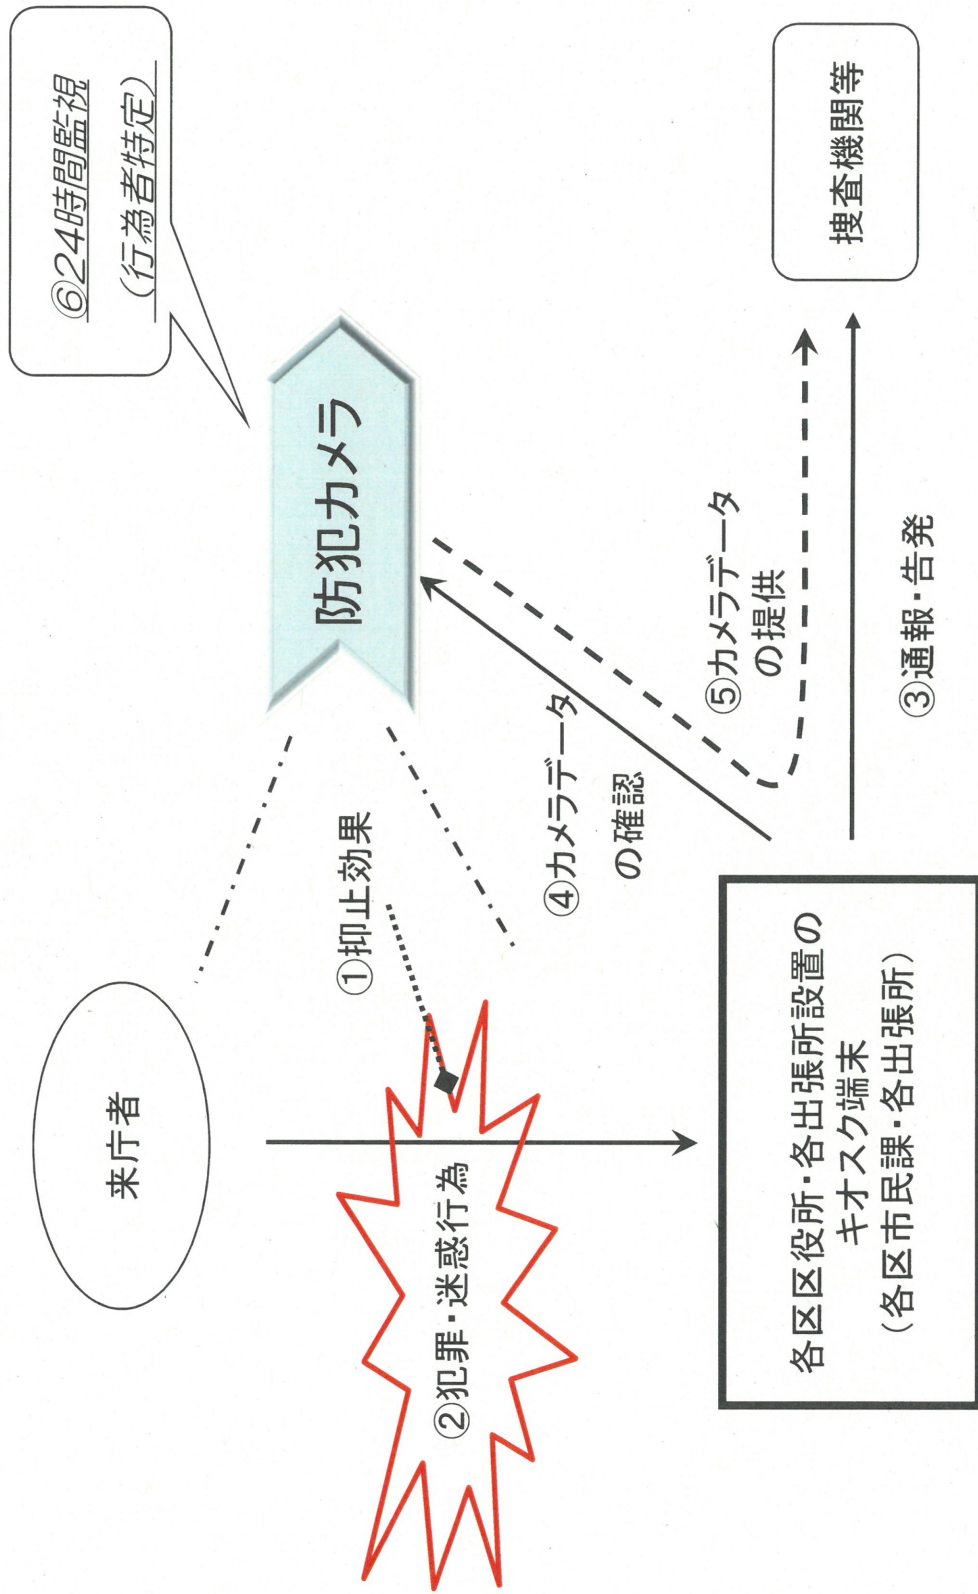 来庁者
⑥24時間監視
（行為者特定）
防犯カメラ
①抑止効果
②犯罪・迷惑行為
④カメラデータ
の確認
⑤カメラデータ
の提供
③通報・告発
各区区役所・各出張所設置の
キオスク端末
（各区市民課・各出張所）
捜査機関等